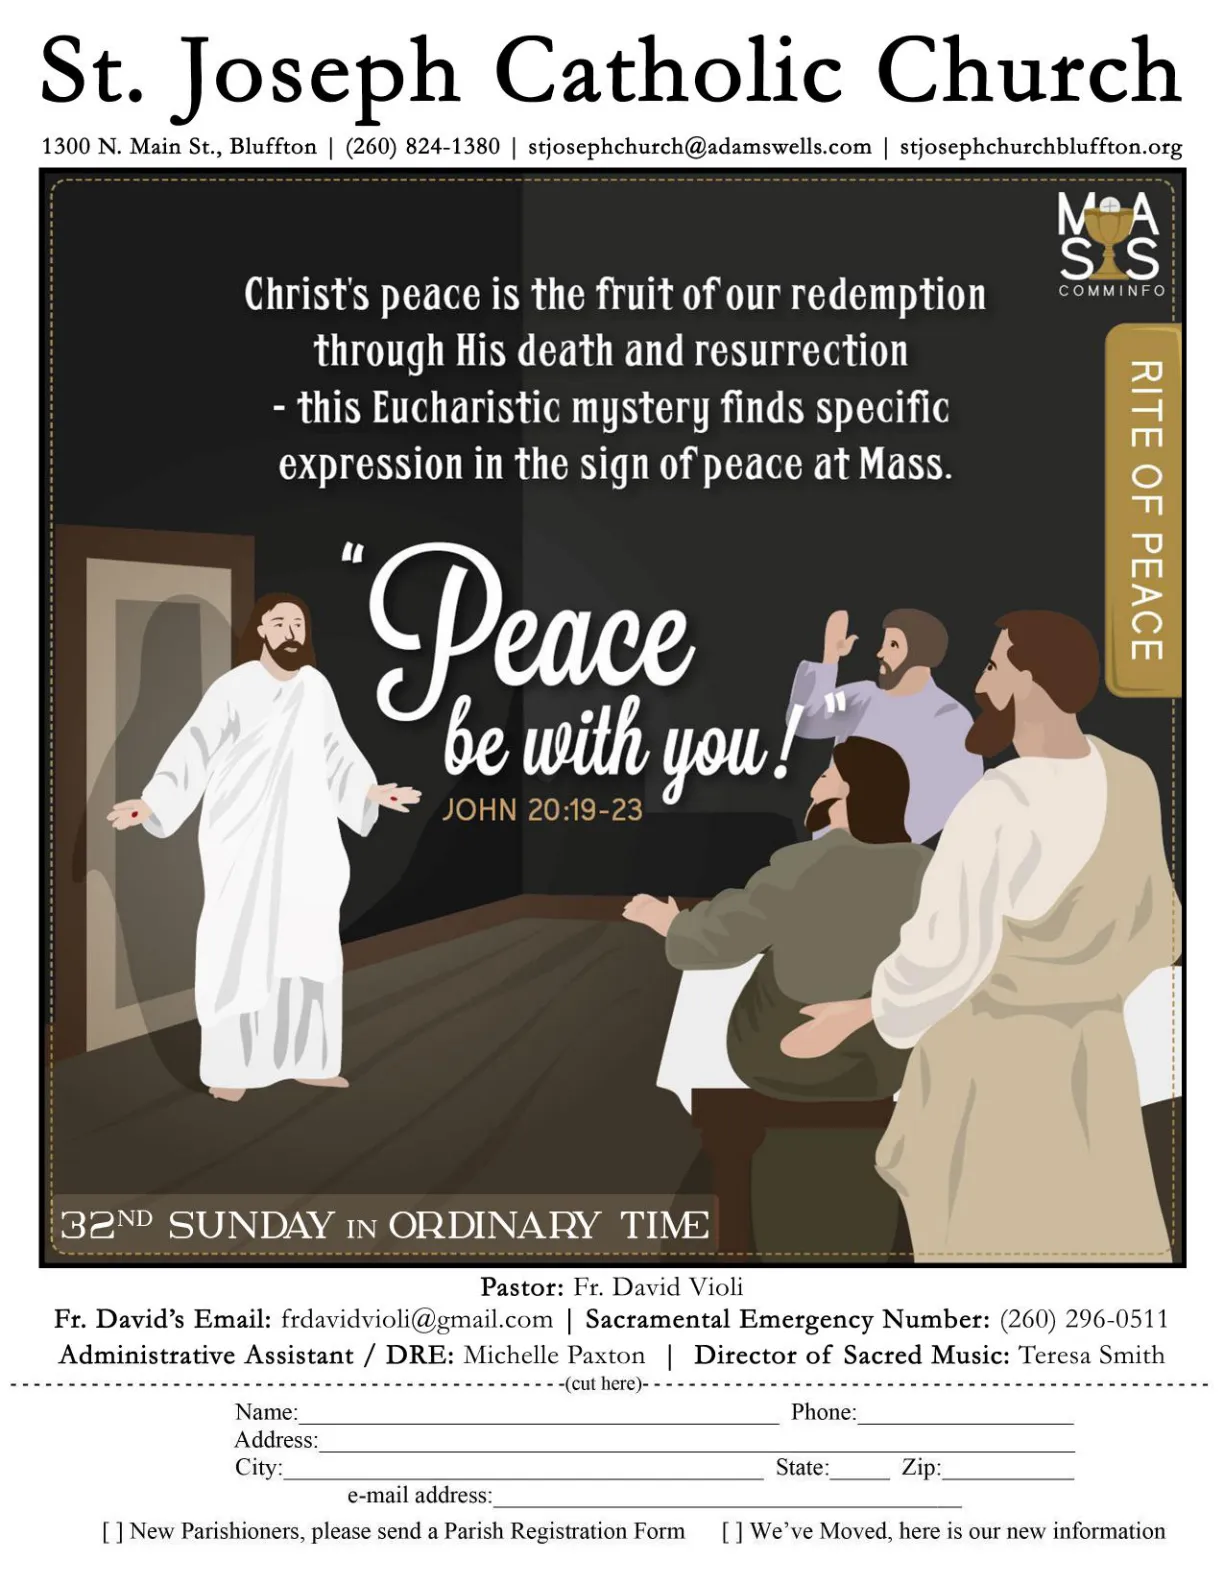 St. Joseph Catholic Church
1300 N. Main St., Bluffton | (260) 824-1380 | stjosephchurch@adamswells.com | stjosephchurchbluffton.org
MASS
COMMINFO
Christ's peace is the fruit of our redemption
through His death and resurrection
- this Eucharistic mystery finds specific
expression in the sign of peace at Mass.
RITE OF PEACE
"Peace
be with you!"
JOHN 20:19-23
32ND SUNDAY IN ORDINARY TIME
Pastor: Fr. David Violi
Fr. David’s Email: frdavidvioli@gmail.com | Sacramental Emergency Number: (260) 296-0511
Administrative Assistant / DRE: Michelle Paxton | Director of Sacred Music: Teresa Smith
(cut here)
Name: Phone:
Address:
City: State: Zip:
e-mail address:
[ ] New Parishioners, please send a Parish Registration Form [ ] We’ve Moved, here is our new information